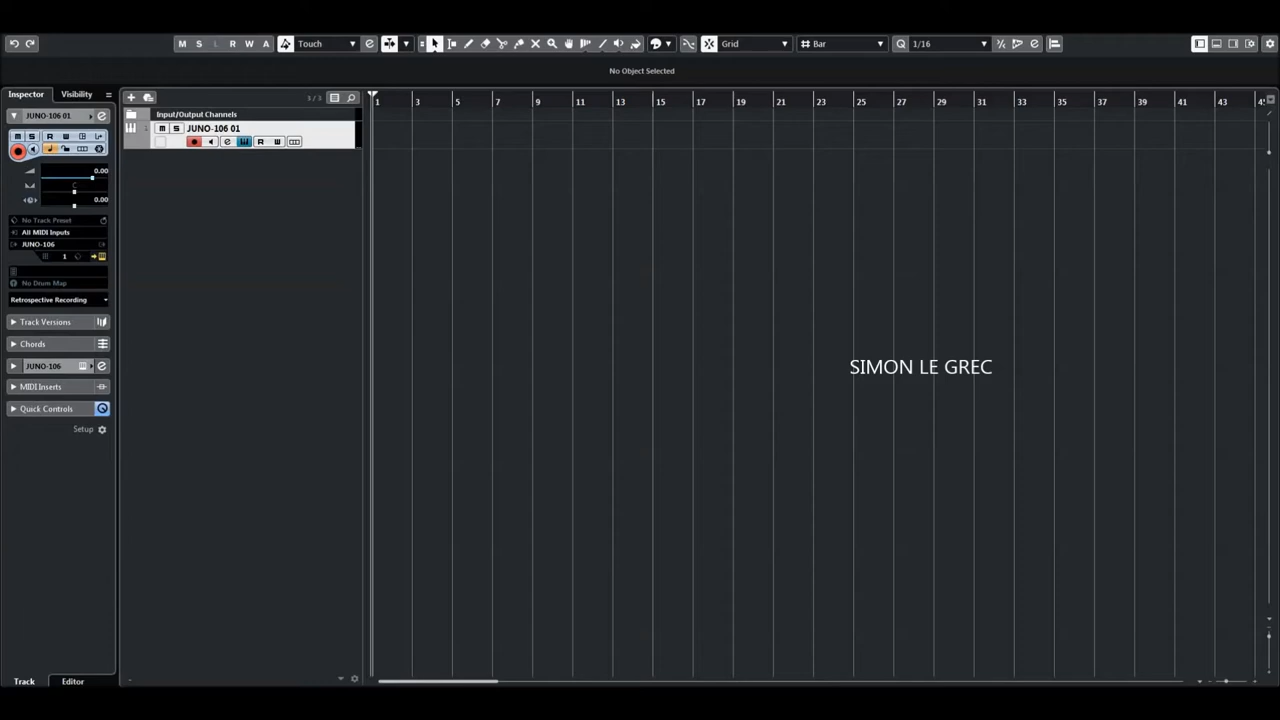 M S L R W A Touch Grid Bar Q 1/16
No Object Selected
Inspector Visibility
3 / 3
1 3 5 7 9 11 13 15 17 19 21 23 25 27 29 31 33 35 37 39 41 43
Input/Output Channels
JUNO-106 01
1 M S JUNO-106 01
M S R W
R W
0.00
C
0.00
No Track Preset
All MIDI Inputs
JUNO-106
1
No Drum Map
Retrospective Recording
Track Versions
Chords
JUNO-106
MIDI Inserts
Quick Controls
Setup
SIMON LE GREC
Track Editor